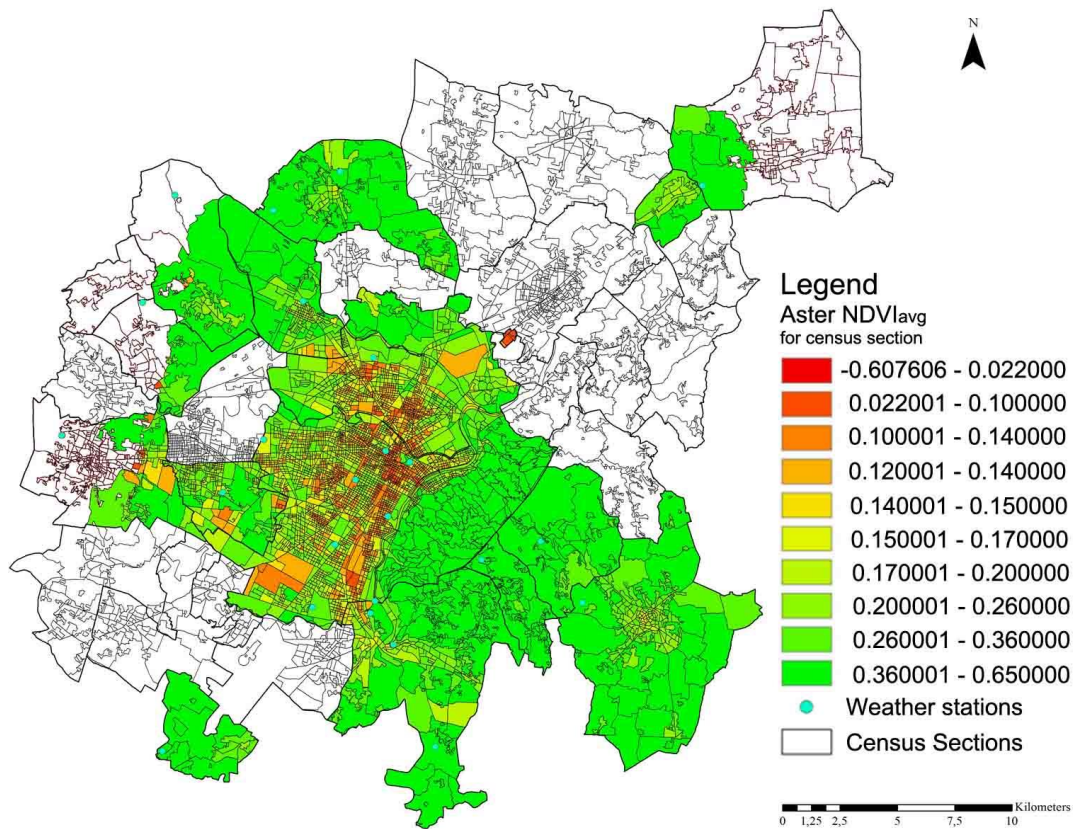 N
Legend
Aster NDVIavg
for census section
-0.607606 - 0.022000
0.022001 - 0.100000
0.100001 - 0.140000
0.120001 - 0.140000
0.140001 - 0.150000
0.150001 - 0.170000
0.170001 - 0.200000
0.200001 - 0.260000
0.260001 - 0.360000
0.360001 - 0.650000
Weather stations
Census Sections
Kilometers
0 1,25 2,5 5 7,5 10